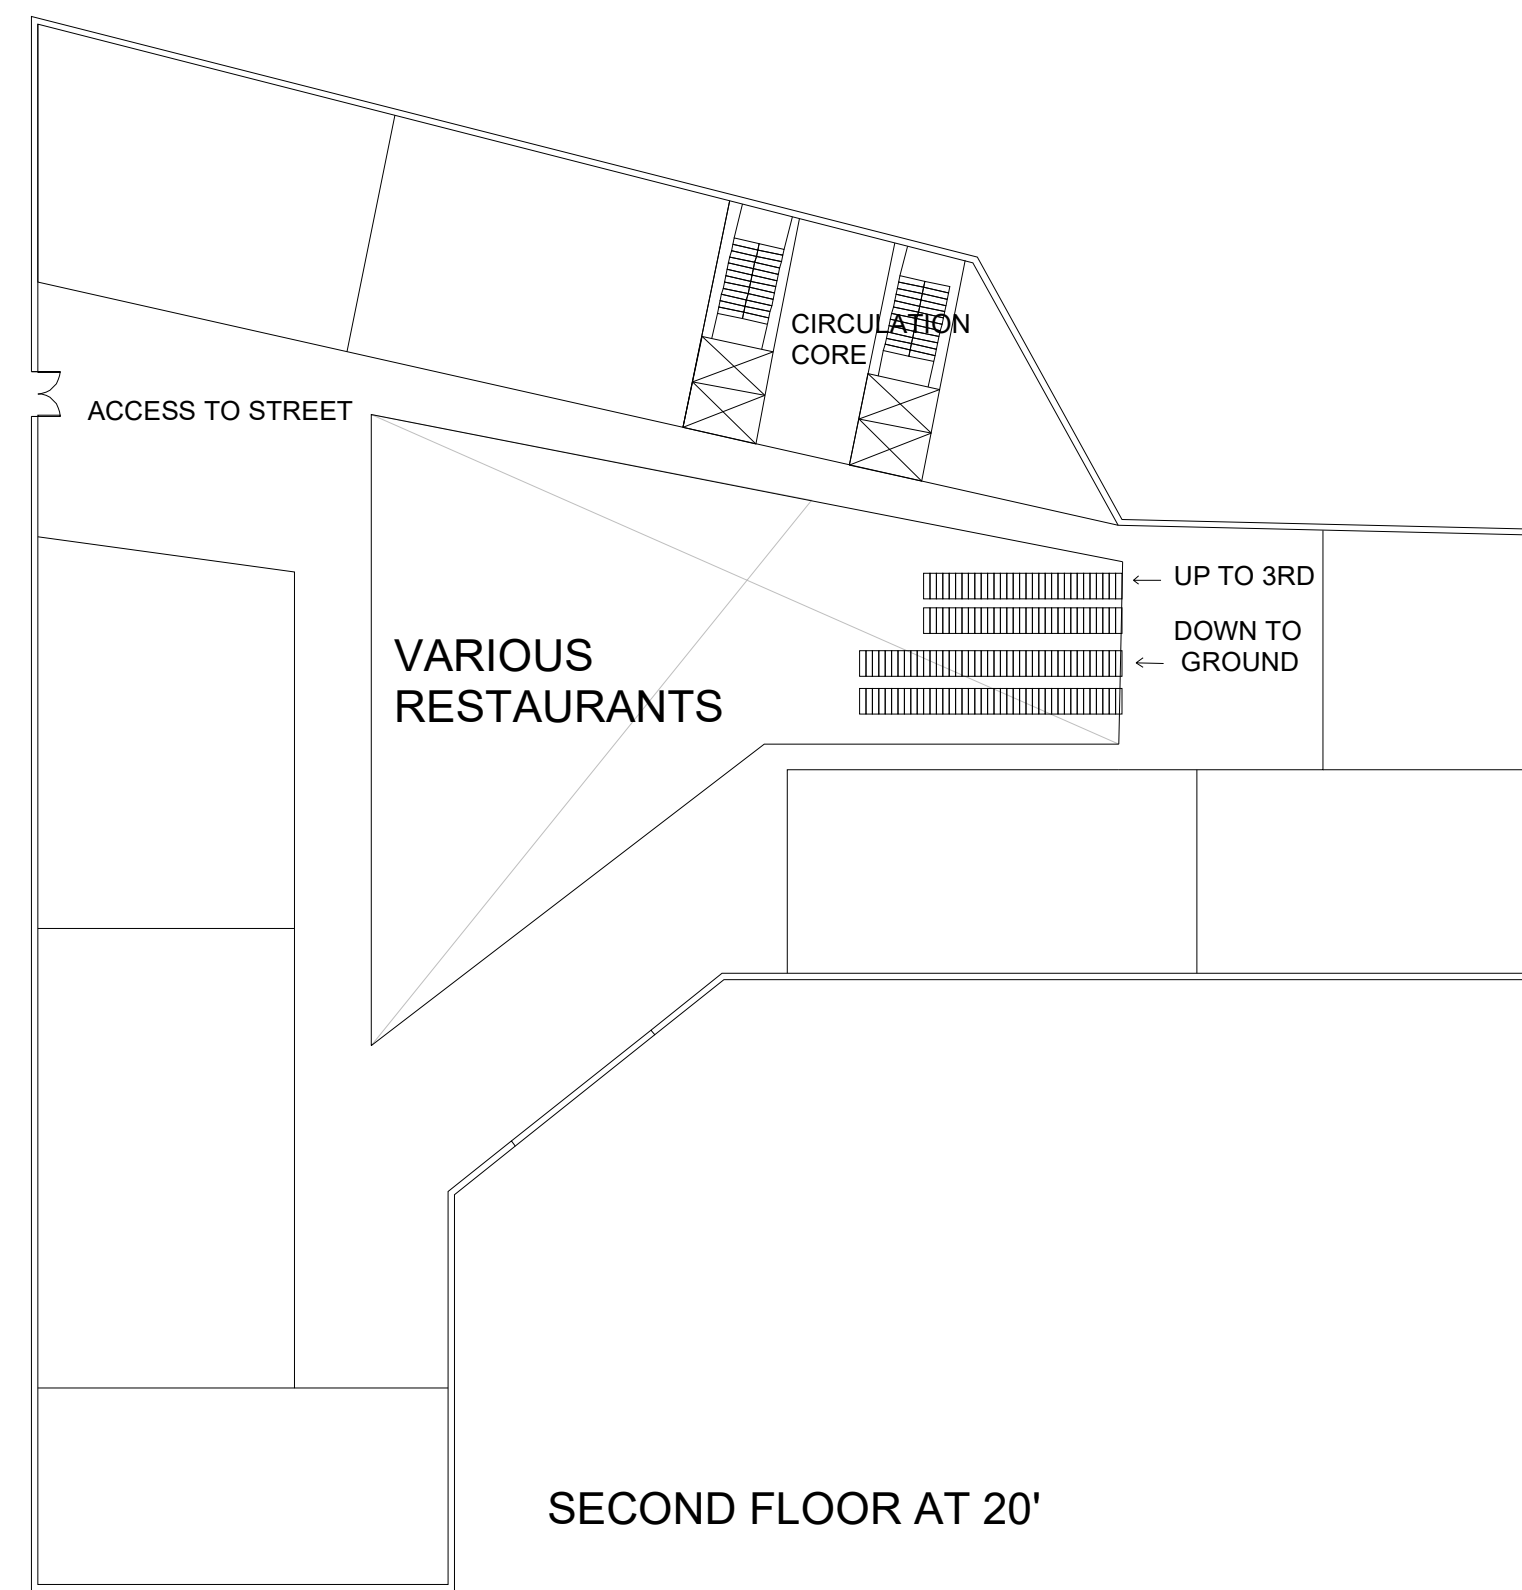 CIRCULATION
CORE
ACCESS TO STREET
UP TO 3RD
DOWN TO
GROUND
VARIOUS
RESTAURANTS
SECOND FLOOR AT 20'